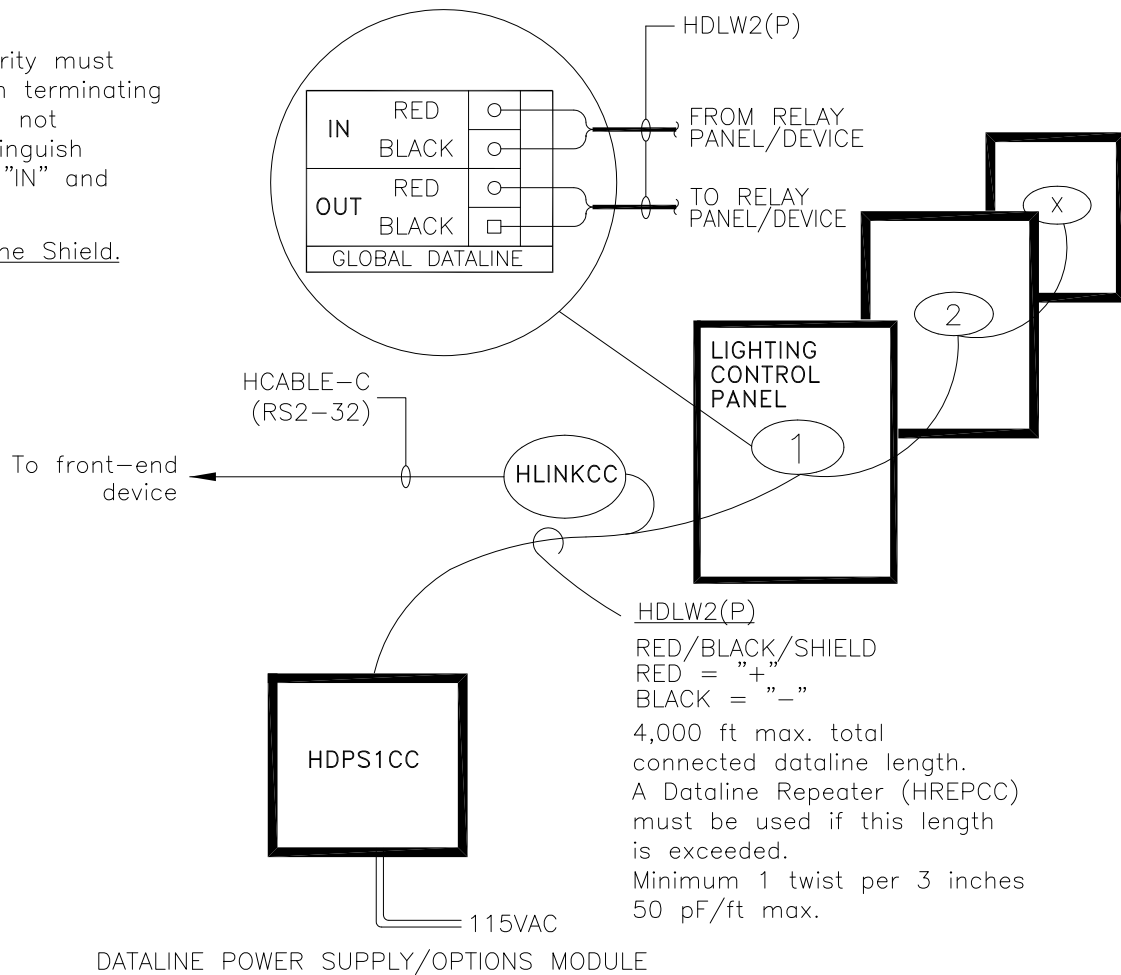 rity must
terminating
not
inguish
"IN" and
ne Shield.
HDLW2(P)
IN
RED
BLACK
OUT
RED
BLACK
GLOBAL DATALINE
FROM RELAY
PANEL/DEVICE
TO RELAY
PANEL/DEVICE
X
2
LIGHTING
CONTROL
PANEL
1
HCABLE-C
(RS2-32)
To front-end
device
HLINKCC
HDLW2(P)
RED/BLACK/SHIELD
RED = "+"
BLACK = "-"
4,000 ft max. total
connected dataline length.
A Dataline Repeater (HREPCC)
must be used if this length
is exceeded.
Minimum 1 twist per 3 inches
50 pF/ft max.
HDPS1CC
115VAC
DATALINE POWER SUPPLY/OPTIONS MODULE